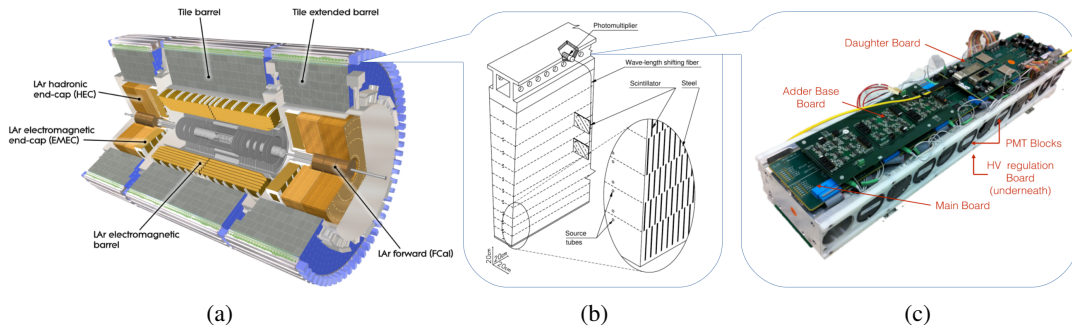 Tile barrel
Tile extended barrel
LAr hadronic
end-cap (HEC)
LAr electromagnetic
end-cap (EMEC)
LAr electromagnetic
barrel
LAr forward (FCal)
(a)
Photomultiplier
Wave-length shifting fiber
Scintillator
Steel
Source
tubes
(b)
Daughter Board
Adder Base
Board
PMT Blocks
HV regulation
Board
(underneath)
Main Board
(c)